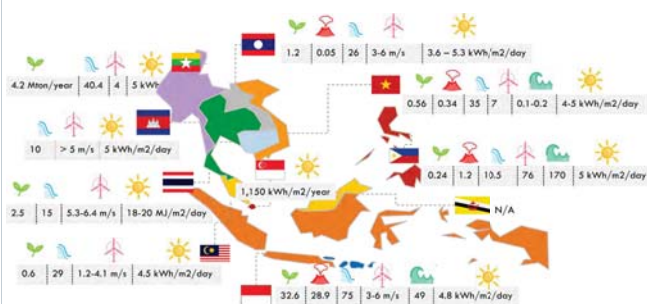 1.2 0.05 26 3-6 m/s 3.6 – 5.3 kWh/m2/day
4.2 Mton/year 40.4 4 5 kWh
0.56 0.34 35 7 0.1-0.2 4-5 kWh/m2/day
10 > 5 m/s 5 kWh/m2/day
0.24 1.2 10.5 76 170 5 kWh/m2/day
1,150 kWh/m2/year
2.5 15 5.3-6.4 m/s 18-20 MJ/m2/day
N/A
0.6 29 1.2-4.1 m/s 4.5 kWh/m2/day
32.6 28.9 75 3-6 m/s 49 4.8 kWh/m2/day